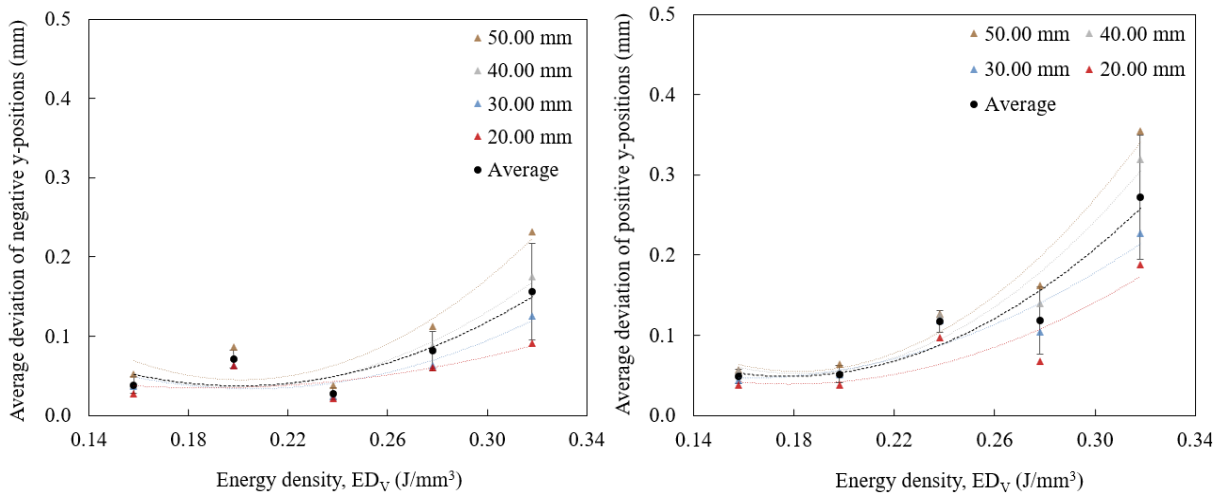 Average deviation of negative y-positions (mm)
0.5
0.4
0.3
0.2
0.1
0.0
0.14 0.18 0.22 0.26 0.30 0.34
Energy density, EDV (J/mm³)
50.00 mm
40.00 mm
30.00 mm
20.00 mm
Average
Average deviation of positive y-positions (mm)
0.5
0.4
0.3
0.2
0.1
0.0
0.14 0.18 0.22 0.26 0.30 0.34
Energy density, EDV (J/mm³)
50.00 mm 40.00 mm
30.00 mm 20.00 mm
Average